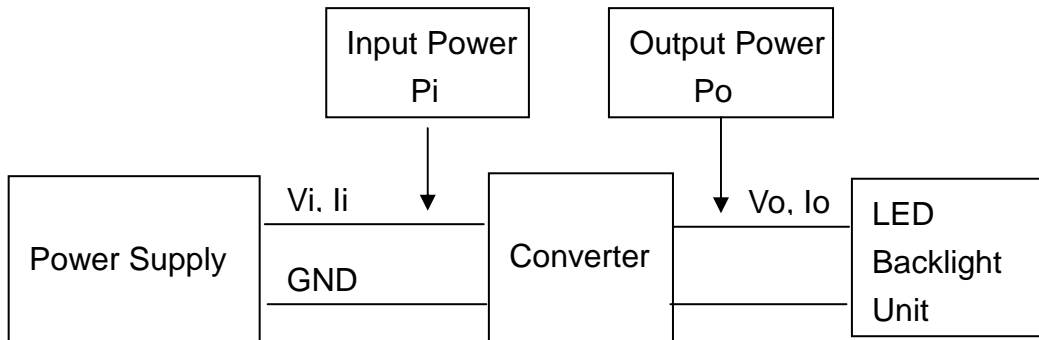 Input Power
Pi
Output Power
Po
Vi, Ii
Vo, Io
Power Supply
GND
Converter
LED
Backlight
Unit